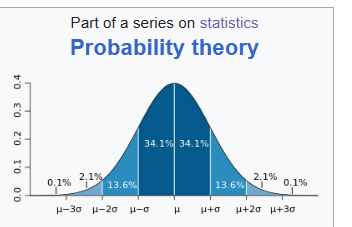 Part of a series on statistics
Probability theory
0.4
0.3
0.2
0.1
0.0
34.1% 34.1%
0.1% 2.1% 13.6% 13.6% 2.1% 0.1%
μ−3σ μ−2σ μ−σ μ μ+σ μ+2σ μ+3σ